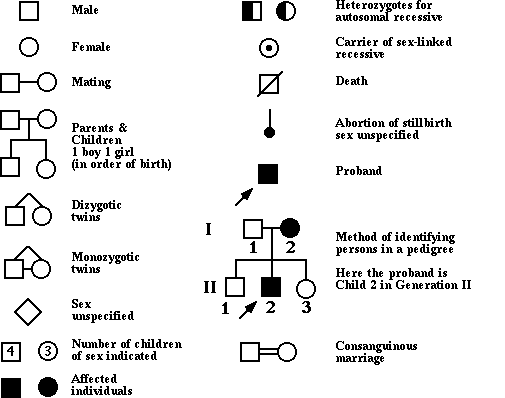 Male
Female
Mating
Parents &
Children
1 boy 1 girl
(in order of birth)
Dizygotic
twins
Monozygotic
twins
Sex
unspecified
4 3 Number of children
of sex indicated
Affected
individuals
Heterozygotes for
autosomal recessive
Carrier of sex-linked
recessive
Death
Abortion of stillbirth
sex unspecified
Proband
I
1 2
II
1 2 3
Method of identifying
persons in a pedigree
Here the proband is
Child 2 in Generation II
Consanguinous
marriage